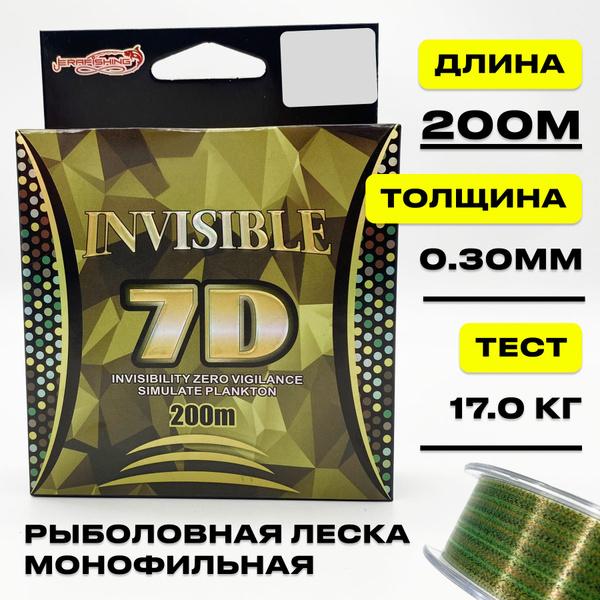 JERRFISHING
ДЛИНА
200М
INVISIBLE
ТОЛЩИНА
0.30ММ
7D
INVISIBILITY ZERO VIGILANCE
SIMULATE PLANKTON
200m
ТЕСТ
17.0 КГ
РЫБОЛОВНАЯ ЛЕСКА
МОНОФИЛЬНАЯ